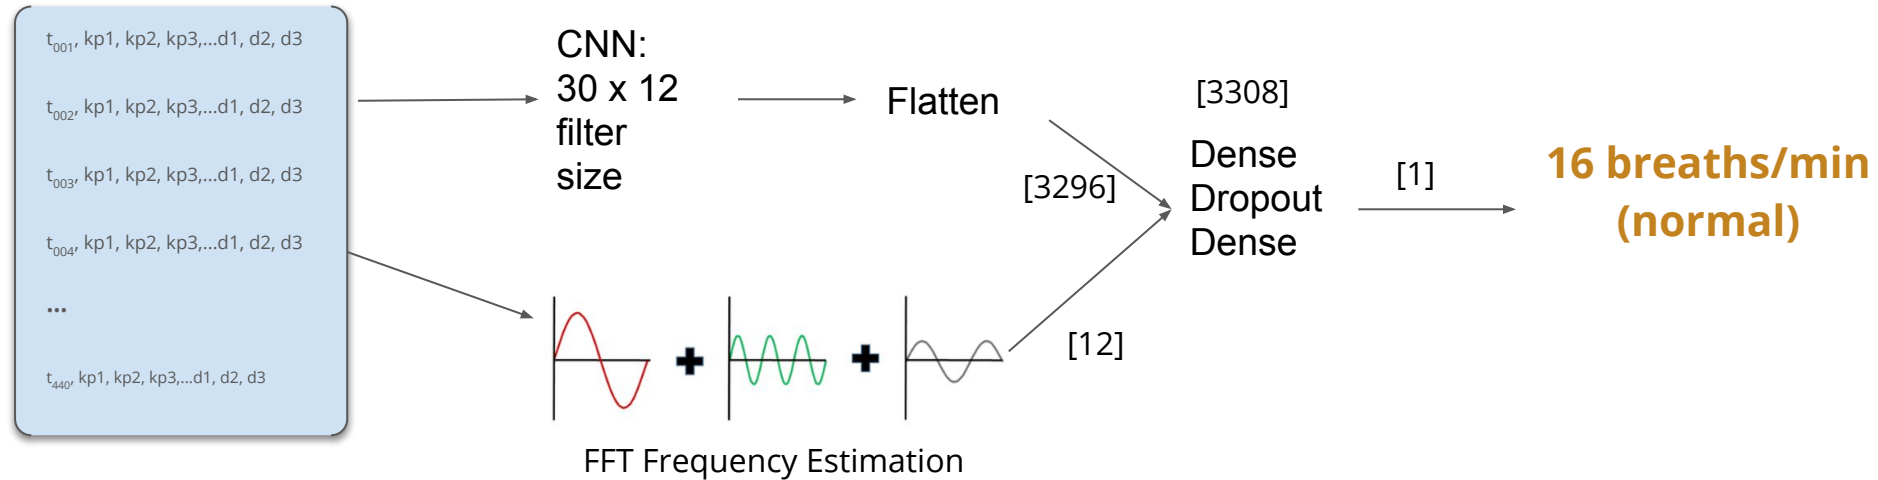 t001, kp1, kp2, kp3,...d1, d2, d3
t002, kp1, kp2, kp3,...d1, d2, d3
t003, kp1, kp2, kp3,...d1, d2, d3
t004, kp1, kp2, kp3,...d1, d2, d3
...
t440, kp1, kp2, kp3,...d1, d2, d3
CNN:
30 x 12
filter
size
Flatten
[3296]
FFT Frequency Estimation
[12]
[3308]
Dense
Dropout
Dense
[1]
16 breaths/min
(normal)